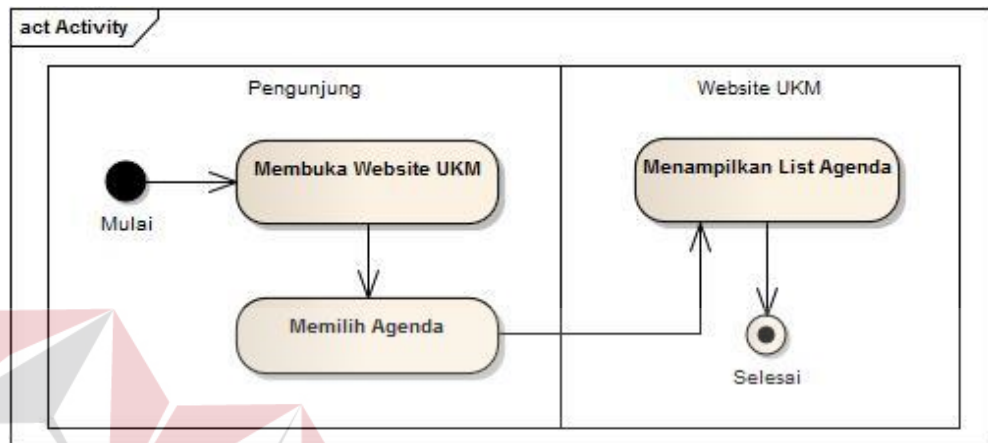 act Activity
Pengunjung
Website UKM
Membuka Website UKM
Menampilkan List Agenda
Mulai
Memilih Agenda
Selesai